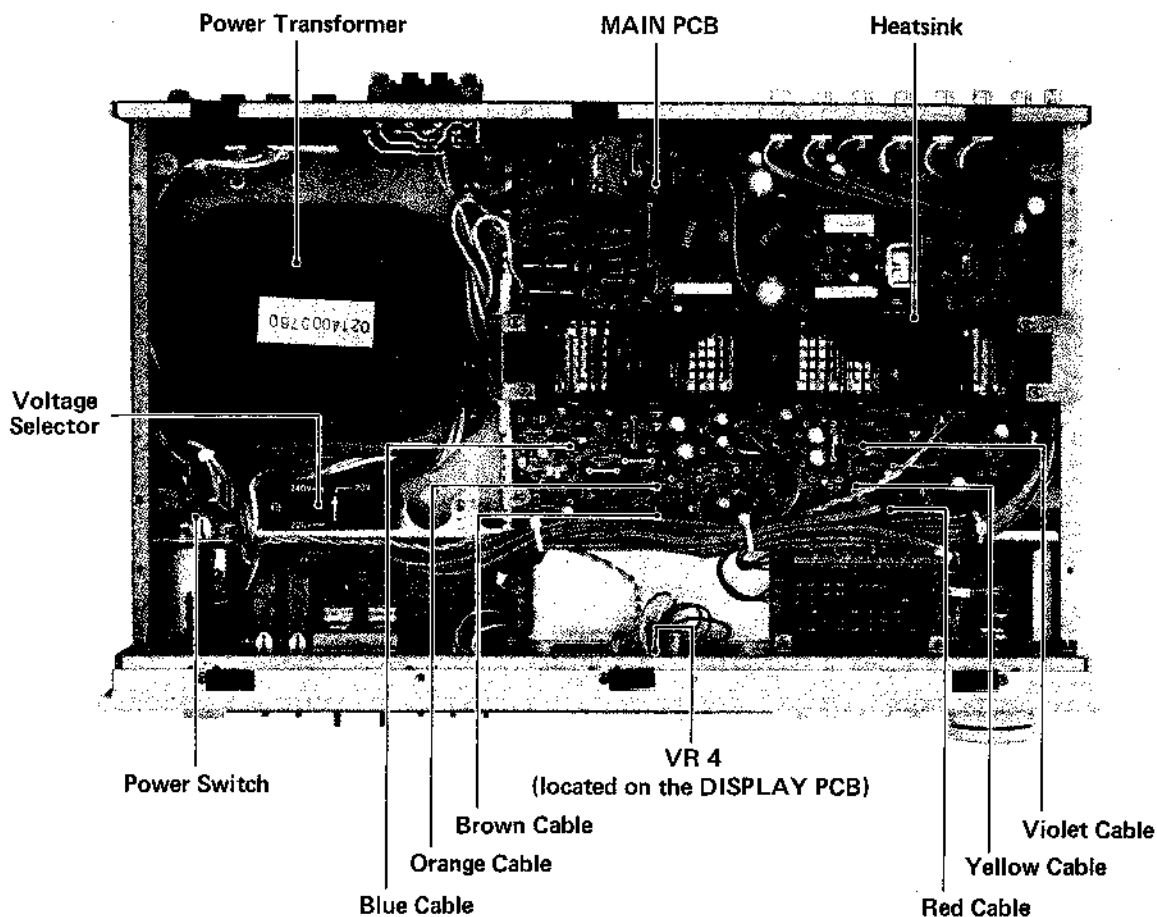 Power Transformer
MAIN PCB
Heatsink
0214003780
Voltage
Selector
240V
VR 4
(located on the DISPLAY PCB)
Power Switch
Brown Cable
Violet Cable
Orange Cable
Yellow Cable
Blue Cable
Red Cable